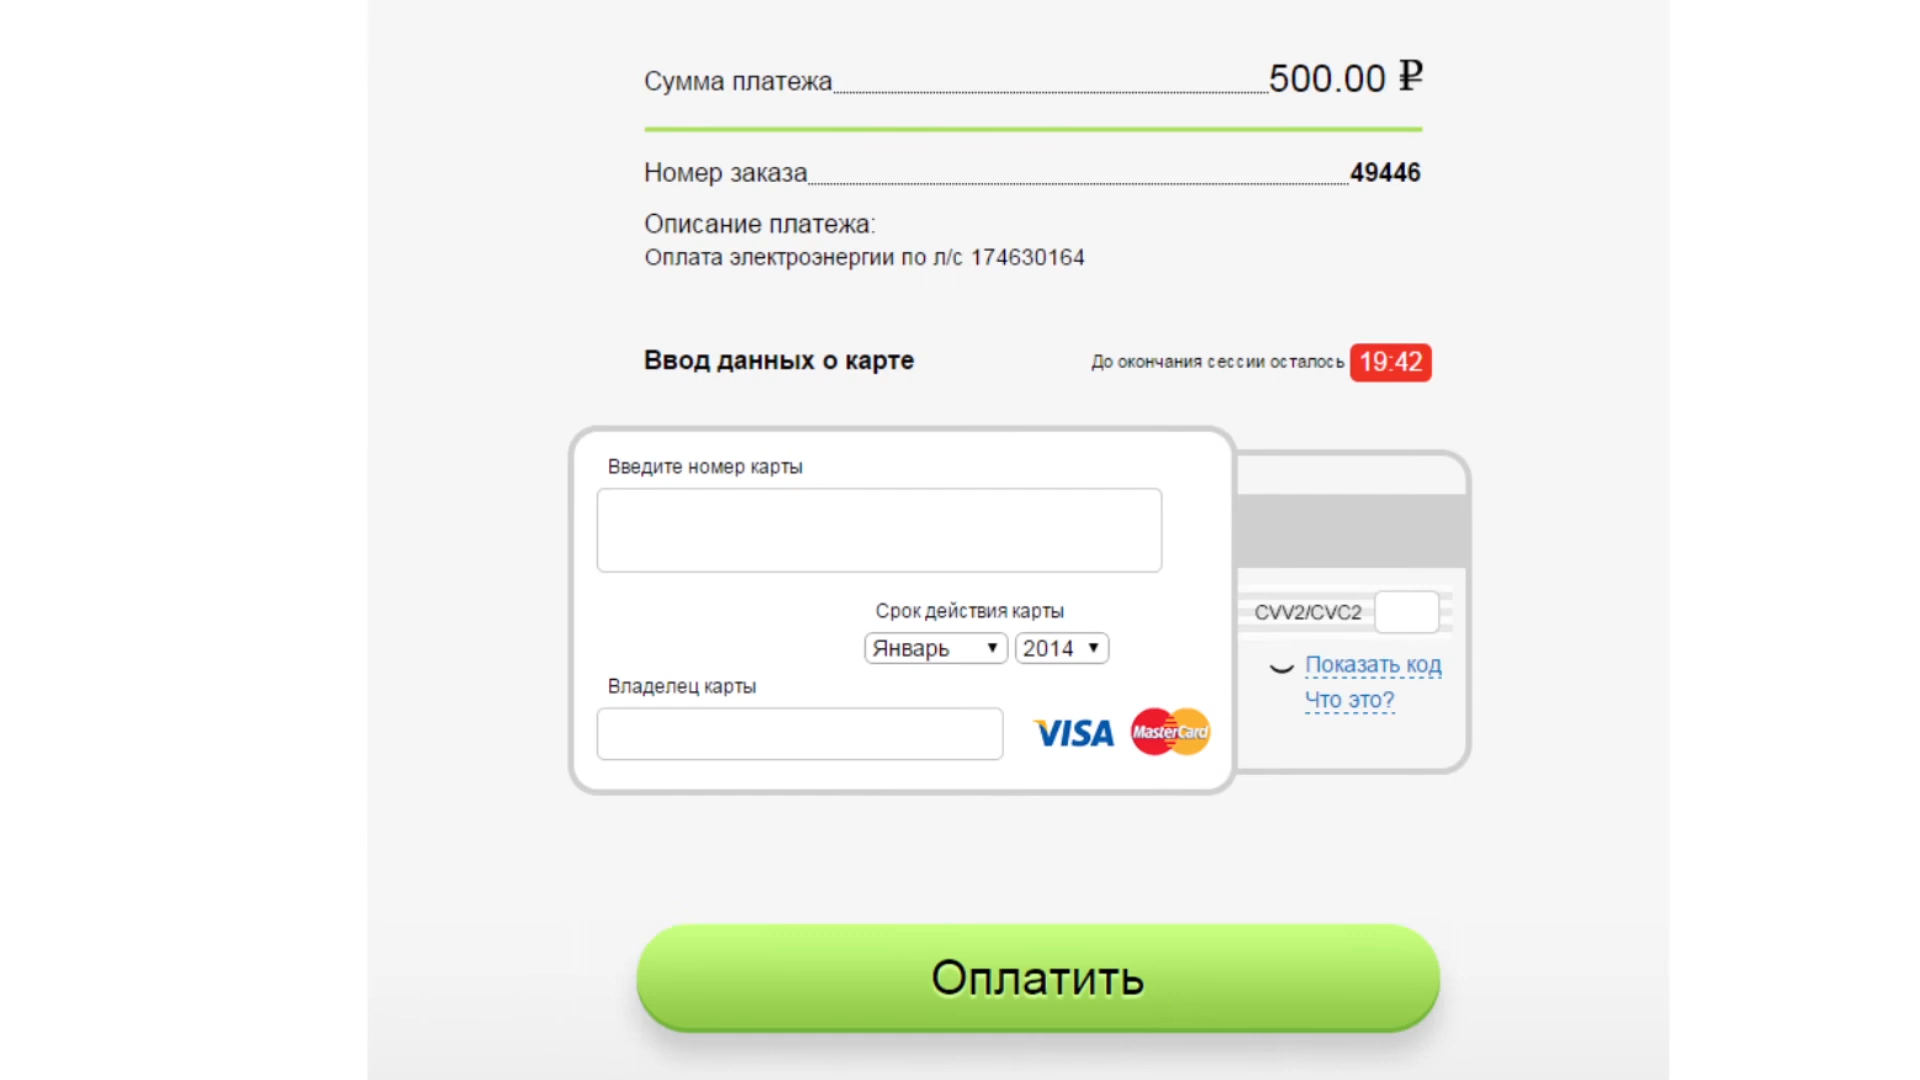 Сумма платежа 500.00 ₽
Номер заказа 49446
Описание платежа:
Оплата электроэнергии по л/с 174630164
Ввод данных о карте До окончания сессии осталось 19:42
Введите номер карты
Срок действия карты
CVV2/CVC2
Январь 2014
Показать код
Владелец карты
Что это?
VISA MasterCard
Оплатить